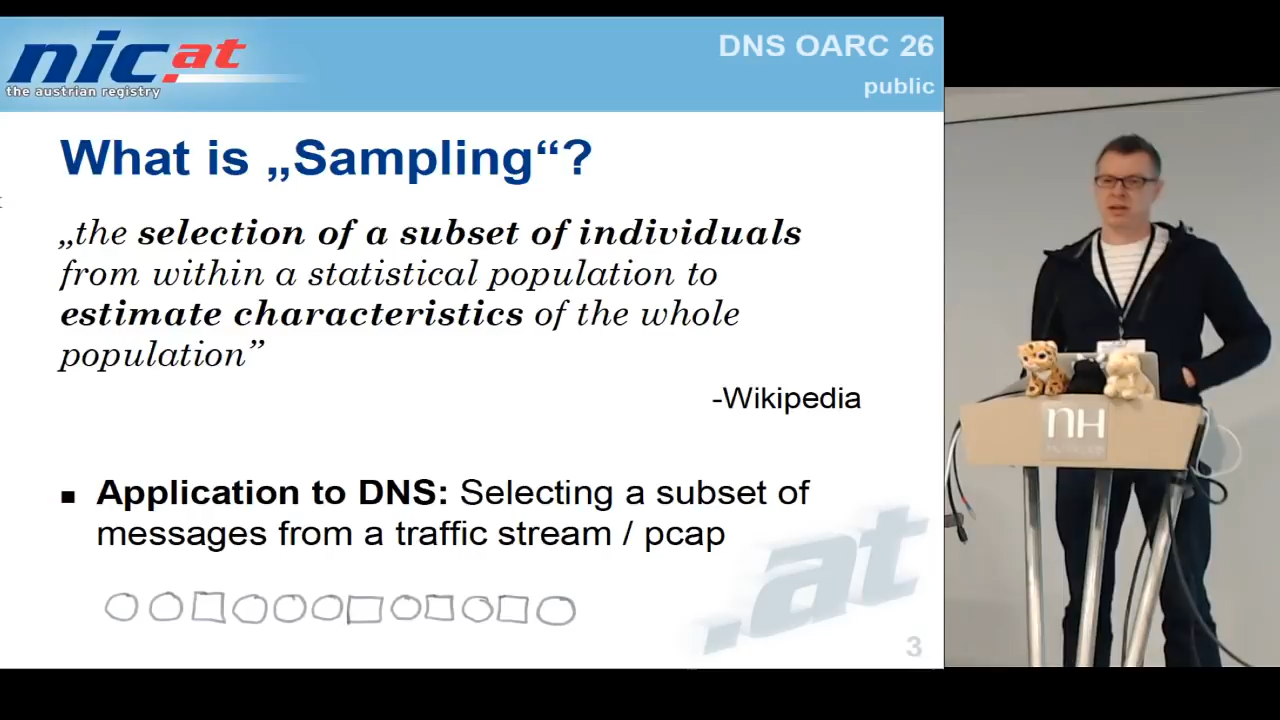 nic.at
the austrian registry
DNS OARC 26
public
What is „Sampling“?
„the selection of a subset of individuals
from within a statistical population to
estimate characteristics of the whole
population”
-Wikipedia
▪ Application to DNS: Selecting a subset of
messages from a traffic stream / pcap
.at
3
nH